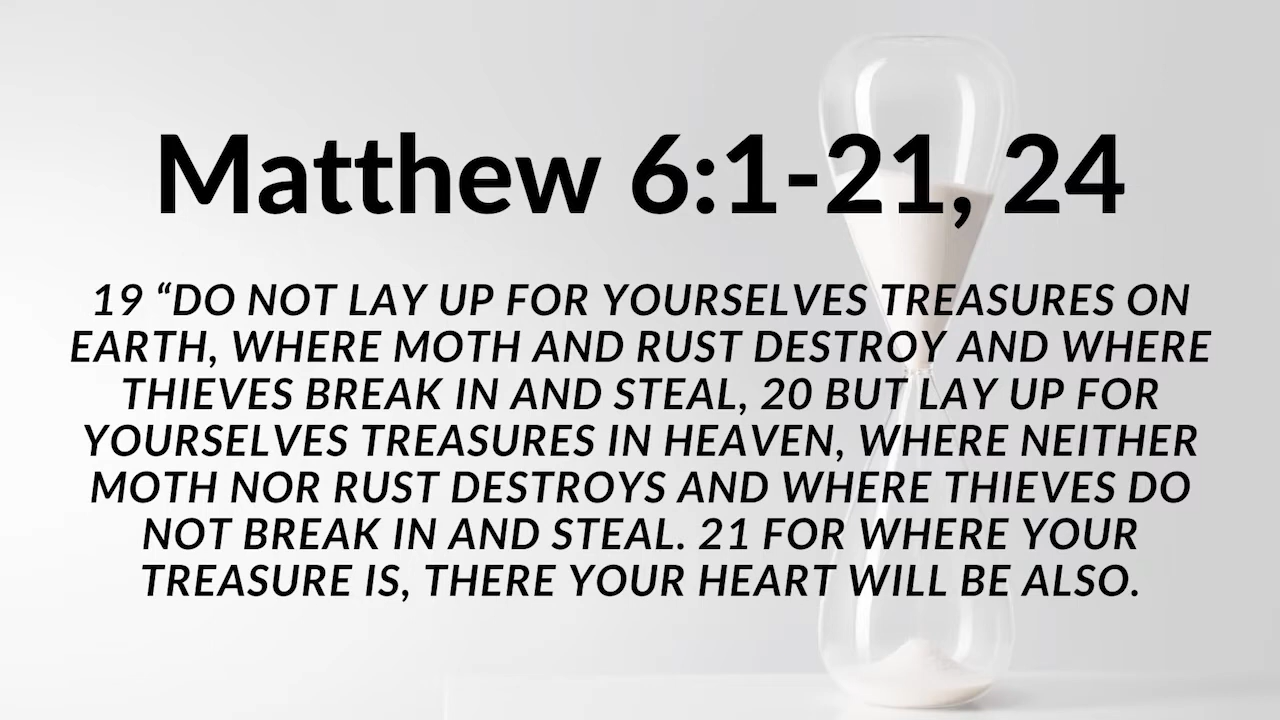 Matthew 6:1-21, 24
19 “DO NOT LAY UP FOR YOURSELVES TREASURES ON
EARTH, WHERE MOTH AND RUST DESTROY AND WHERE
THIEVES BREAK IN AND STEAL, 20 BUT LAY UP FOR
YOURSELVES TREASURES IN HEAVEN, WHERE NEITHER
MOTH NOR RUST DESTROYS AND WHERE THIEVES DO
NOT BREAK IN AND STEAL. 21 FOR WHERE YOUR
TREASURE IS, THERE YOUR HEART WILL BE ALSO.